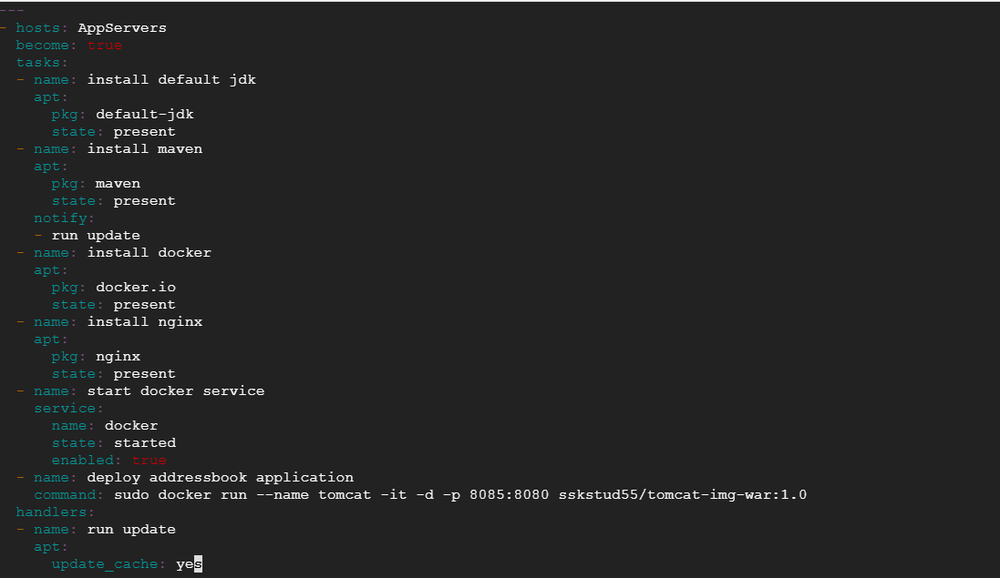 ---
- hosts: AppServers
  become: true
  tasks:
  - name: install default jdk
    apt:
      pkg: default-jdk
      state: present
  - name: install maven
    apt:
      pkg: maven
      state: present
    notify:
    - run update
  - name: install docker
    apt:
      pkg: docker.io
      state: present
  - name: install nginx
    apt:
      pkg: nginx
      state: present
  - name: start docker service
    service:
      name: docker
      state: started
      enabled: true
  - name: deploy addressbook application
    command: sudo docker run --name tomcat -it -d -p 8085:8080 sskstud55/tomcat-img-war:1.0
  handlers:
  - name: run update
    apt:
      update_cache: yes